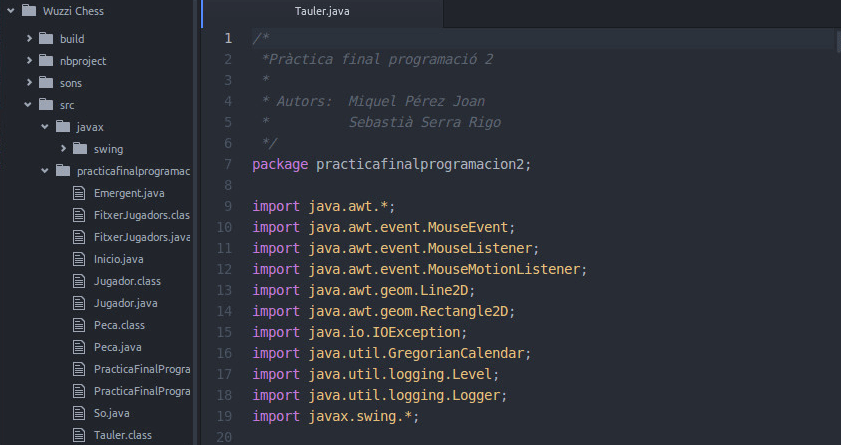 Wuzzi Chess
build
nbproject
sons
src
javax
swing
practicafinalprogramac
Emergent.java
FitxerJugadors.clas
FitxerJugadors.java
Inicio.java
Jugador.class
Jugador.java
Peca.class
Peca.java
PracticaFinalProgra
PracticaFinalProgra
So.java
Tauler.class
Tauler.java
1 /*
2 *Pràctica final programació 2
3 *
4 * Autors: Miquel Pérez Joan
5 * Sebastià Serra Rigo
6 */
7 package practicafinalprogramacion2;
8
9 import java.awt.*;
10 import java.awt.event.MouseEvent;
11 import java.awt.event.MouseListener;
12 import java.awt.event.MouseMotionListener;
13 import java.awt.geom.Line2D;
14 import java.awt.geom.Rectangle2D;
15 import java.io.IOException;
16 import java.util.GregorianCalendar;
17 import java.util.logging.Level;
18 import java.util.logging.Logger;
19 import javax.swing.*;
20